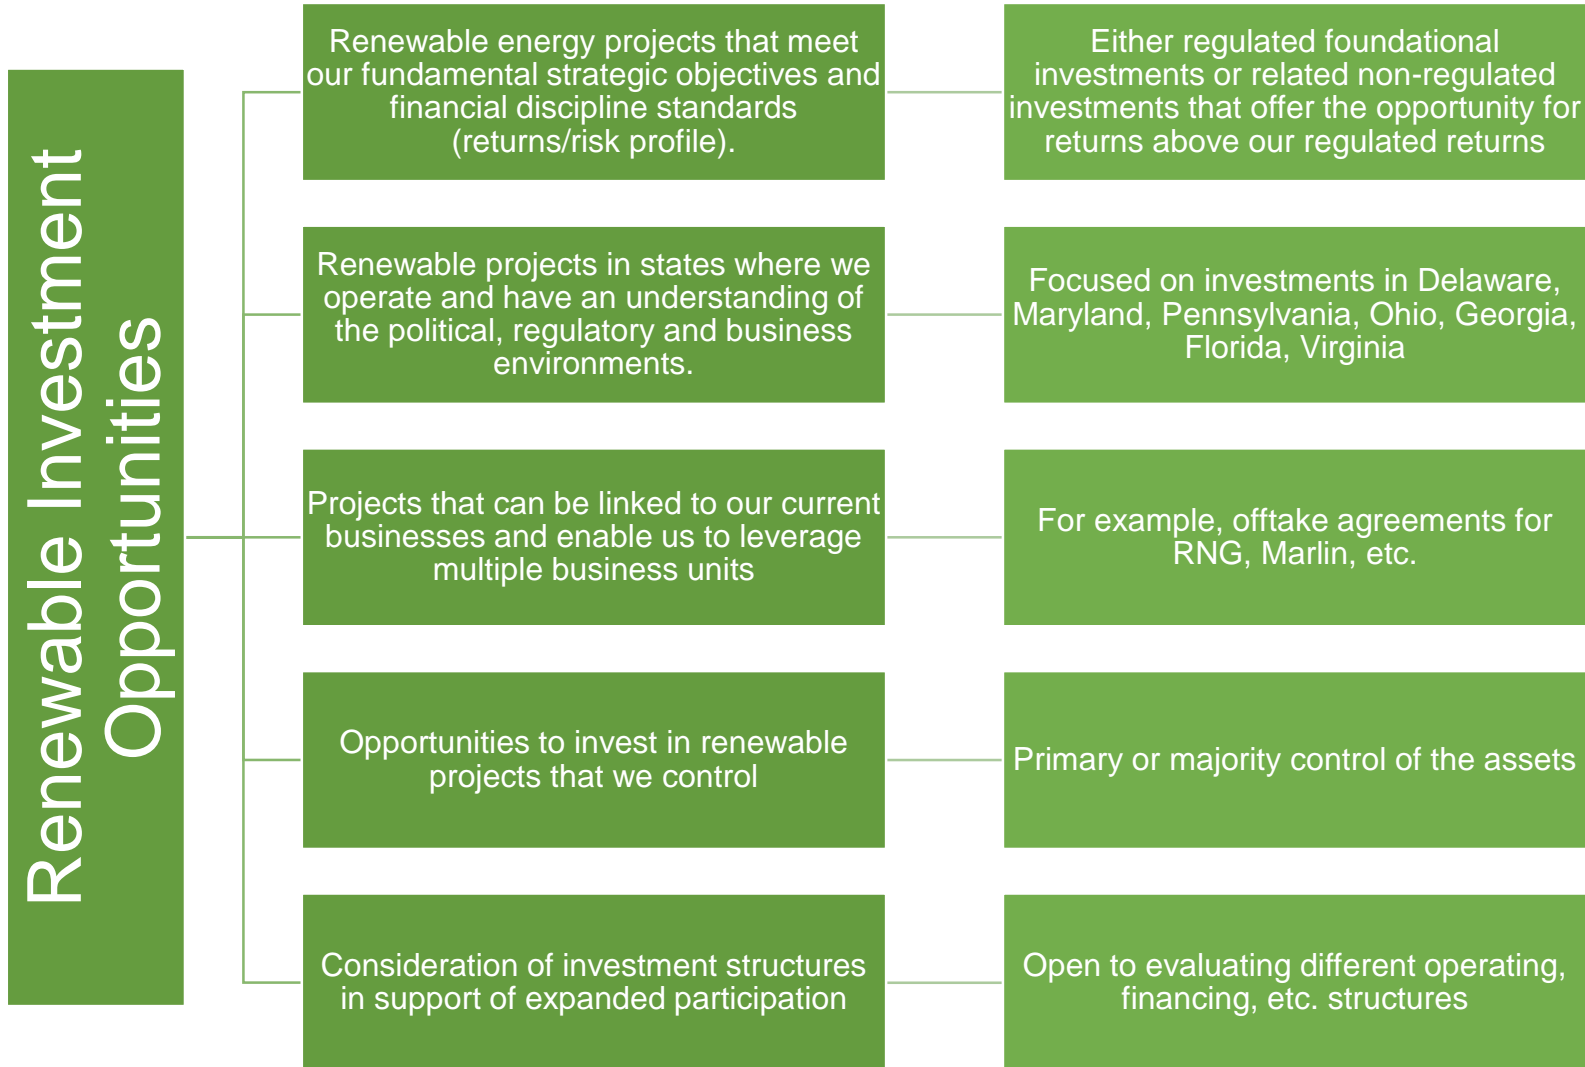 Renewable Investment
Opportunities
Renewable energy projects that meet
our fundamental strategic objectives and
financial discipline standards
(returns/risk profile).
Either regulated foundational
investments or related non-regulated
investments that offer the opportunity for
returns above our regulated returns
Renewable projects in states where we
operate and have an understanding of
the political, regulatory and business
environments.
Focused on investments in Delaware,
Maryland, Pennsylvania, Ohio, Georgia,
Florida, Virginia
Projects that can be linked to our current
businesses and enable us to leverage
multiple business units
For example, offtake agreements for
RNG, Marlin, etc.
Opportunities to invest in renewable
projects that we control
Primary or majority control of the assets
Consideration of investment structures
in support of expanded participation
Open to evaluating different operating,
financing, etc. structures